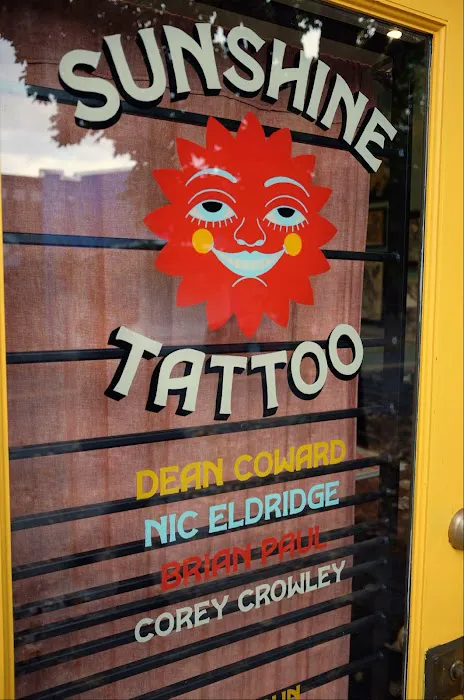 SUNSHINE
TATTOO
DEAN COWARD
NIC ELDRIDGE
BRIAN PAUL
COREY CROWLEY